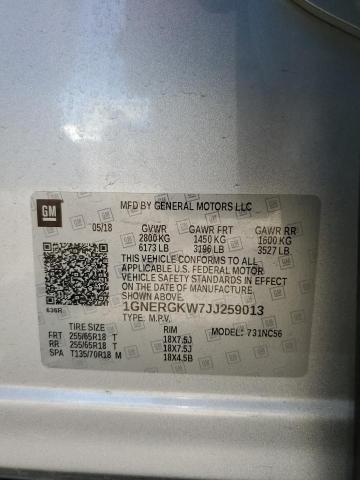 GM
MFD BY GENERAL MOTORS LLC
05/18 GVWR GAWR FRT GAWR RR
2800 KG 1450 KG 1600 KG
6173 LB 3196 LB 3527 LB
THIS VEHICLE CONFORMS TO ALL
APPLICABLE U.S. FEDERAL MOTOR
VEHICLE SAFETY STANDARDS IN EFFECT
ON THE DATE OF MANUFACTURE
SHOWN ABOVE.
1GNERGKW7JJ259013
TYPE: M.P.V.
TIRE SIZE RIM MODEL: 731NC56
FRT 255/65R18 T 18X7.5J
RR 255/65R18 T 18X7.5J
SPA T135/70R18 M 18X4.5B